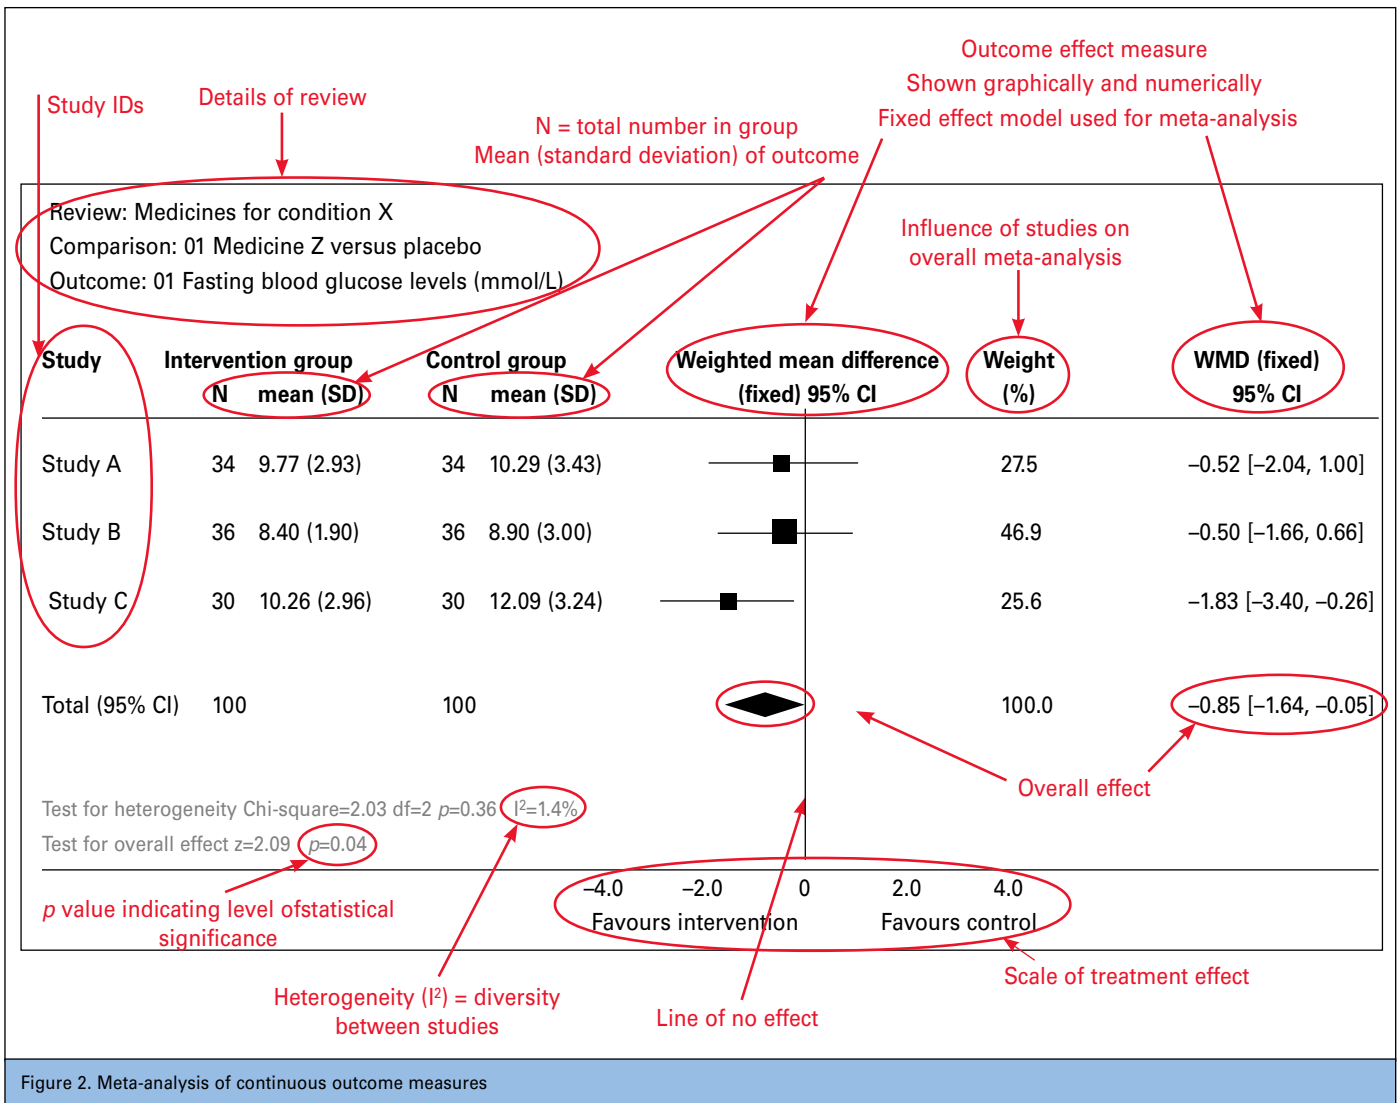 Outcome effect measure
Shown graphically and numerically
Fixed effect model used for meta-analysis
Study IDs
Details of review
N = total number in group
Mean (standard deviation) of outcome
Review: Medicines for condition X
Comparison: 01 Medicine Z versus placebo
Outcome: 01 Fasting blood glucose levels (mmol/L)
Influence of studies on
overall meta-analysis
Study Intervention group Control group Weighted mean difference Weight WMD (fixed)
N mean (SD) N mean (SD) (fixed) 95% CI (%) 95% CI
Study A 34 9.77 (2.93) 34 10.29 (3.43) 27.5 –0.52 [–2.04, 1.00]
Study B 36 8.40 (1.90) 36 8.90 (3.00) 46.9 –0.50 [–1.66, 0.66]
Study C 30 10.26 (2.96) 30 12.09 (3.24) 25.6 –1.83 [–3.40, –0.26]
Total (95% CI) 100 100 100.0 –0.85 [–1.64, –0.05]
Overall effect
Test for heterogeneity Chi-square=2.03 df=2 p=0.36 I²=1.4%
Test for overall effect z=2.09 p=0.04
–4.0 –2.0 0 2.0 4.0
Favours intervention Favours control
p value indicating level ofstatistical
significance
Scale of treatment effect
Heterogeneity (I²) = diversity
between studies
Line of no effect
Figure 2. Meta-analysis of continuous outcome measures